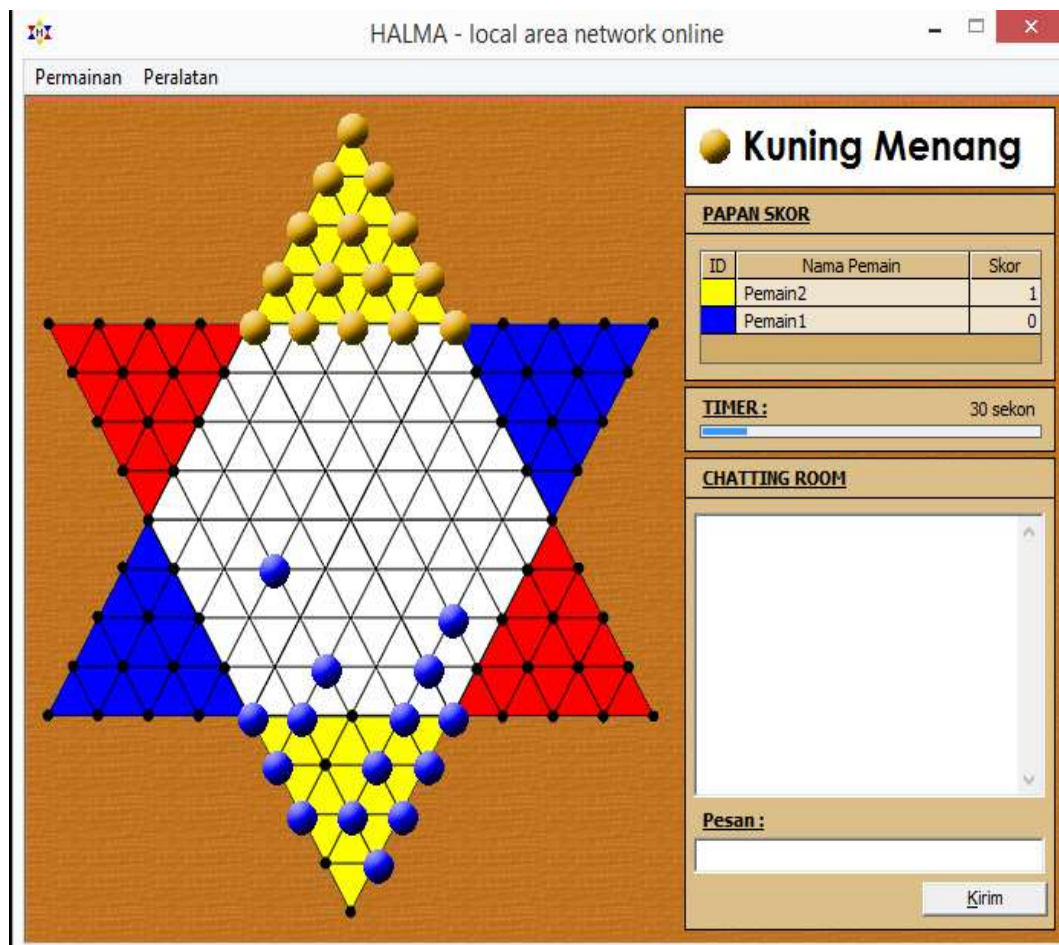 HALMA - local area network online
Permainan Peralatan
Kuning Menang
PAPAN SKOR
ID Nama Pemain Skor
Pemain2 1
Pemain1 0
TIMER : 30 sekon
CHATTING ROOM
Pesan :
Kirim